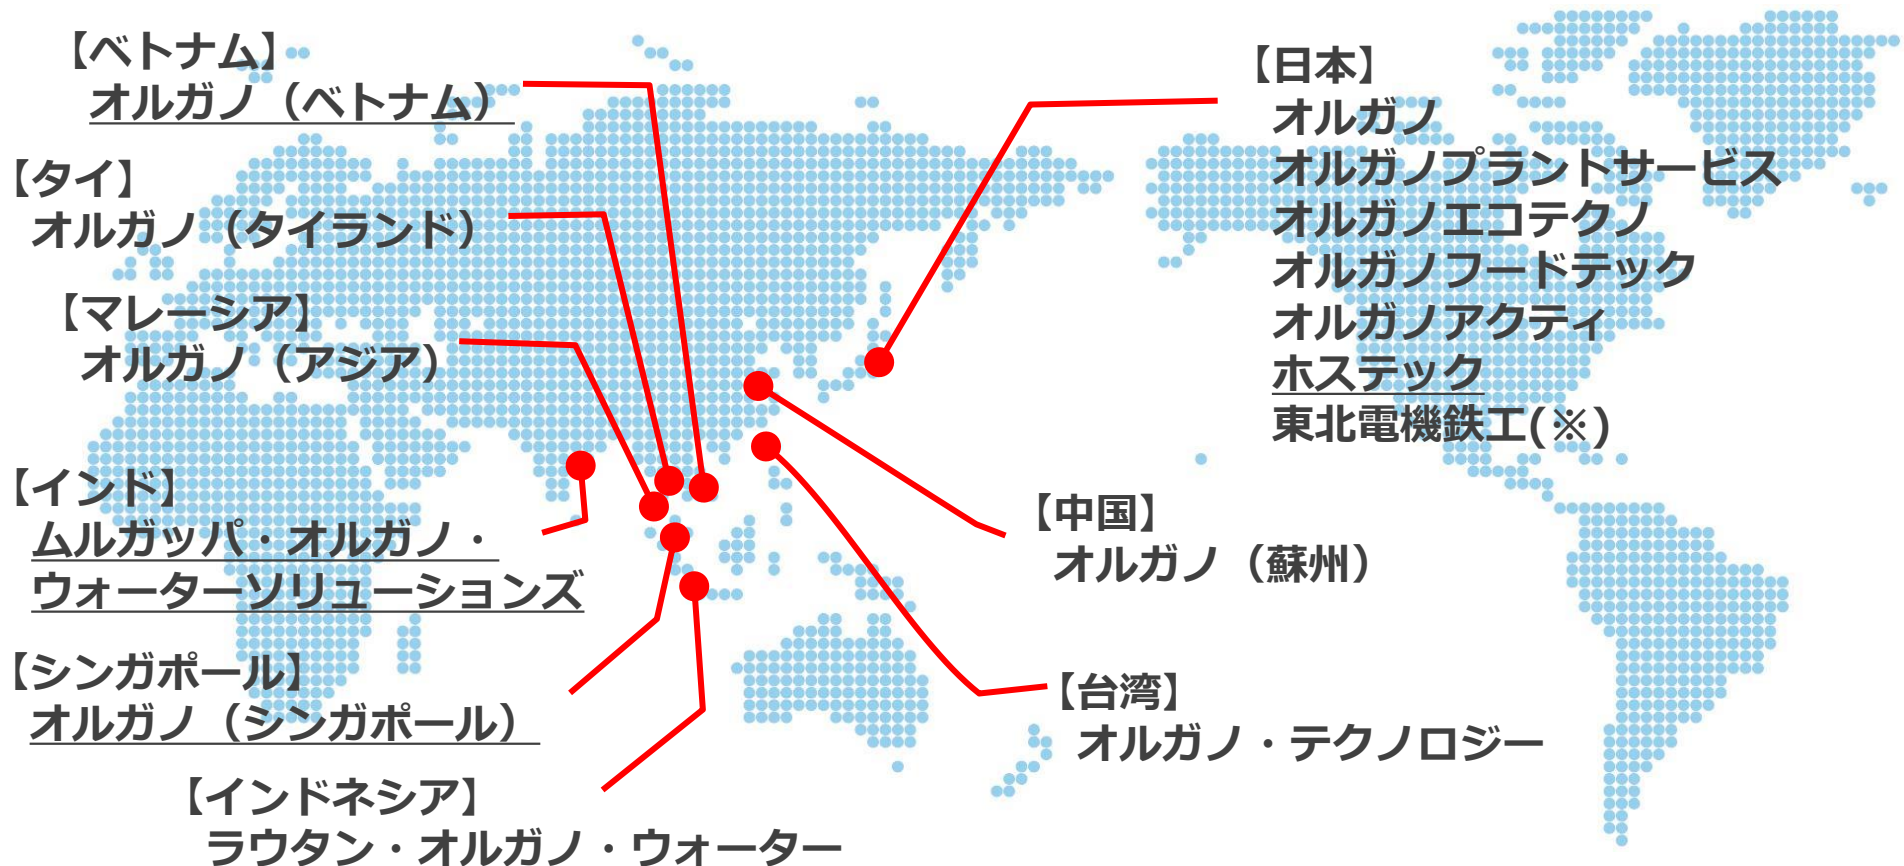 【ベトナム】
オルガノ（ベトナム）
【タイ】
オルガノ（タイランド）
【マレーシア】
オルガノ（アジア）
【インド】
ムルガッパ・オルガノ・
ウォーターソリューションズ
【シンガポール】
オルガノ（シンガポール）
【インドネシア】
ラウタン・オルガノ・ウォーター
【日本】
オルガノ
オルガノプラントサービス
オルガノエコテクノ
オルガノフードテック
オルガノアクティ
ホステック
東北電機鉄工(※)
【中国】
オルガノ（蘇州）
【台湾】
オルガノ・テクノロジー